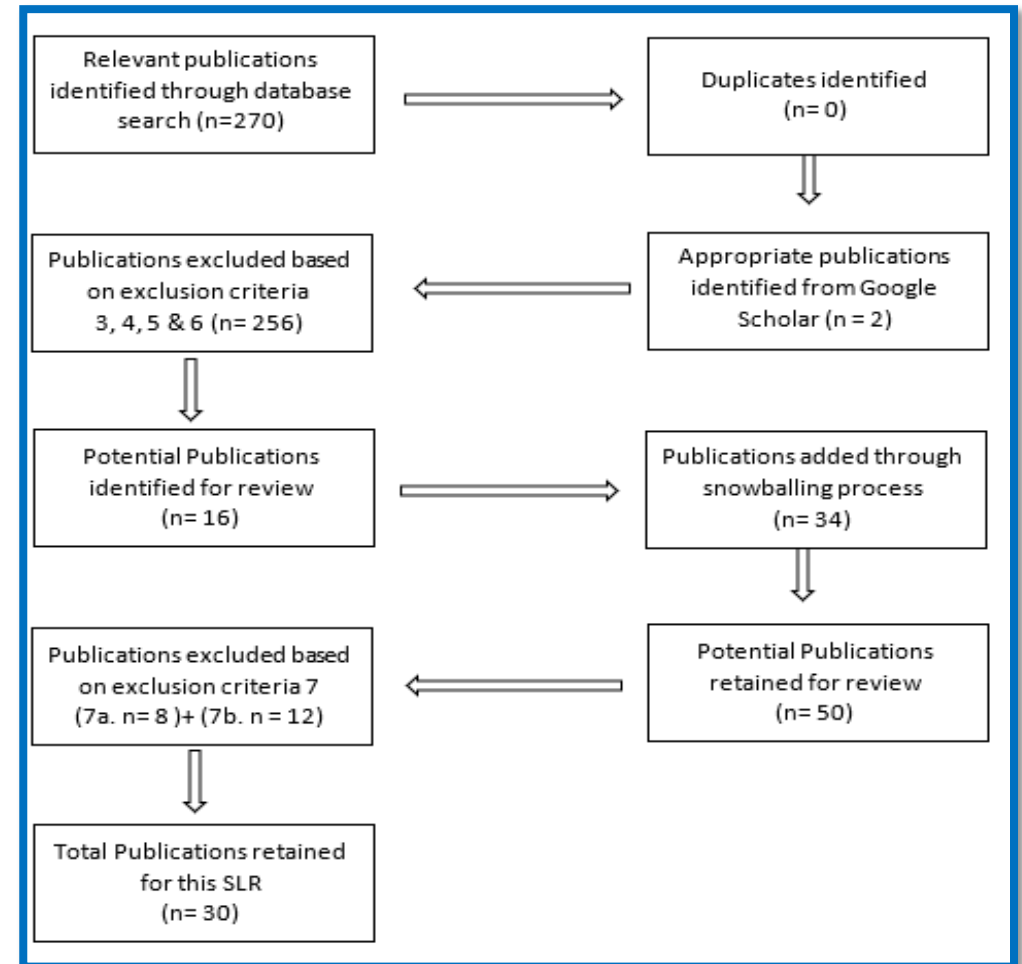 Relevant publications
identified through database
search (n=270)
Duplicates identified
(n= 0)
Appropriate publications
identified from Google
Scholar (n = 2)
Publications excluded based
on exclusion criteria
3, 4, 5 & 6 (n= 256)
Potential Publications
identified for review
(n= 16)
Publications added through
snowballing process
(n= 34)
Potential Publications
retained for review
(n= 50)
Publications excluded based
on exclusion criteria 7
(7a. n= 8 )+ (7b. n = 12)
Total Publications retained
for this SLR
(n= 30)